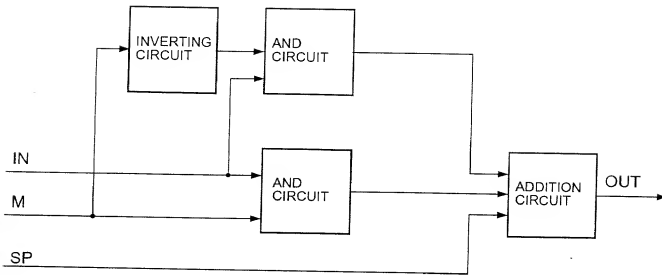 INVERTING
CIRCUIT
AND
CIRCUIT
IN
M
SP
AND
CIRCUIT
ADDITION
CIRCUIT
OUT